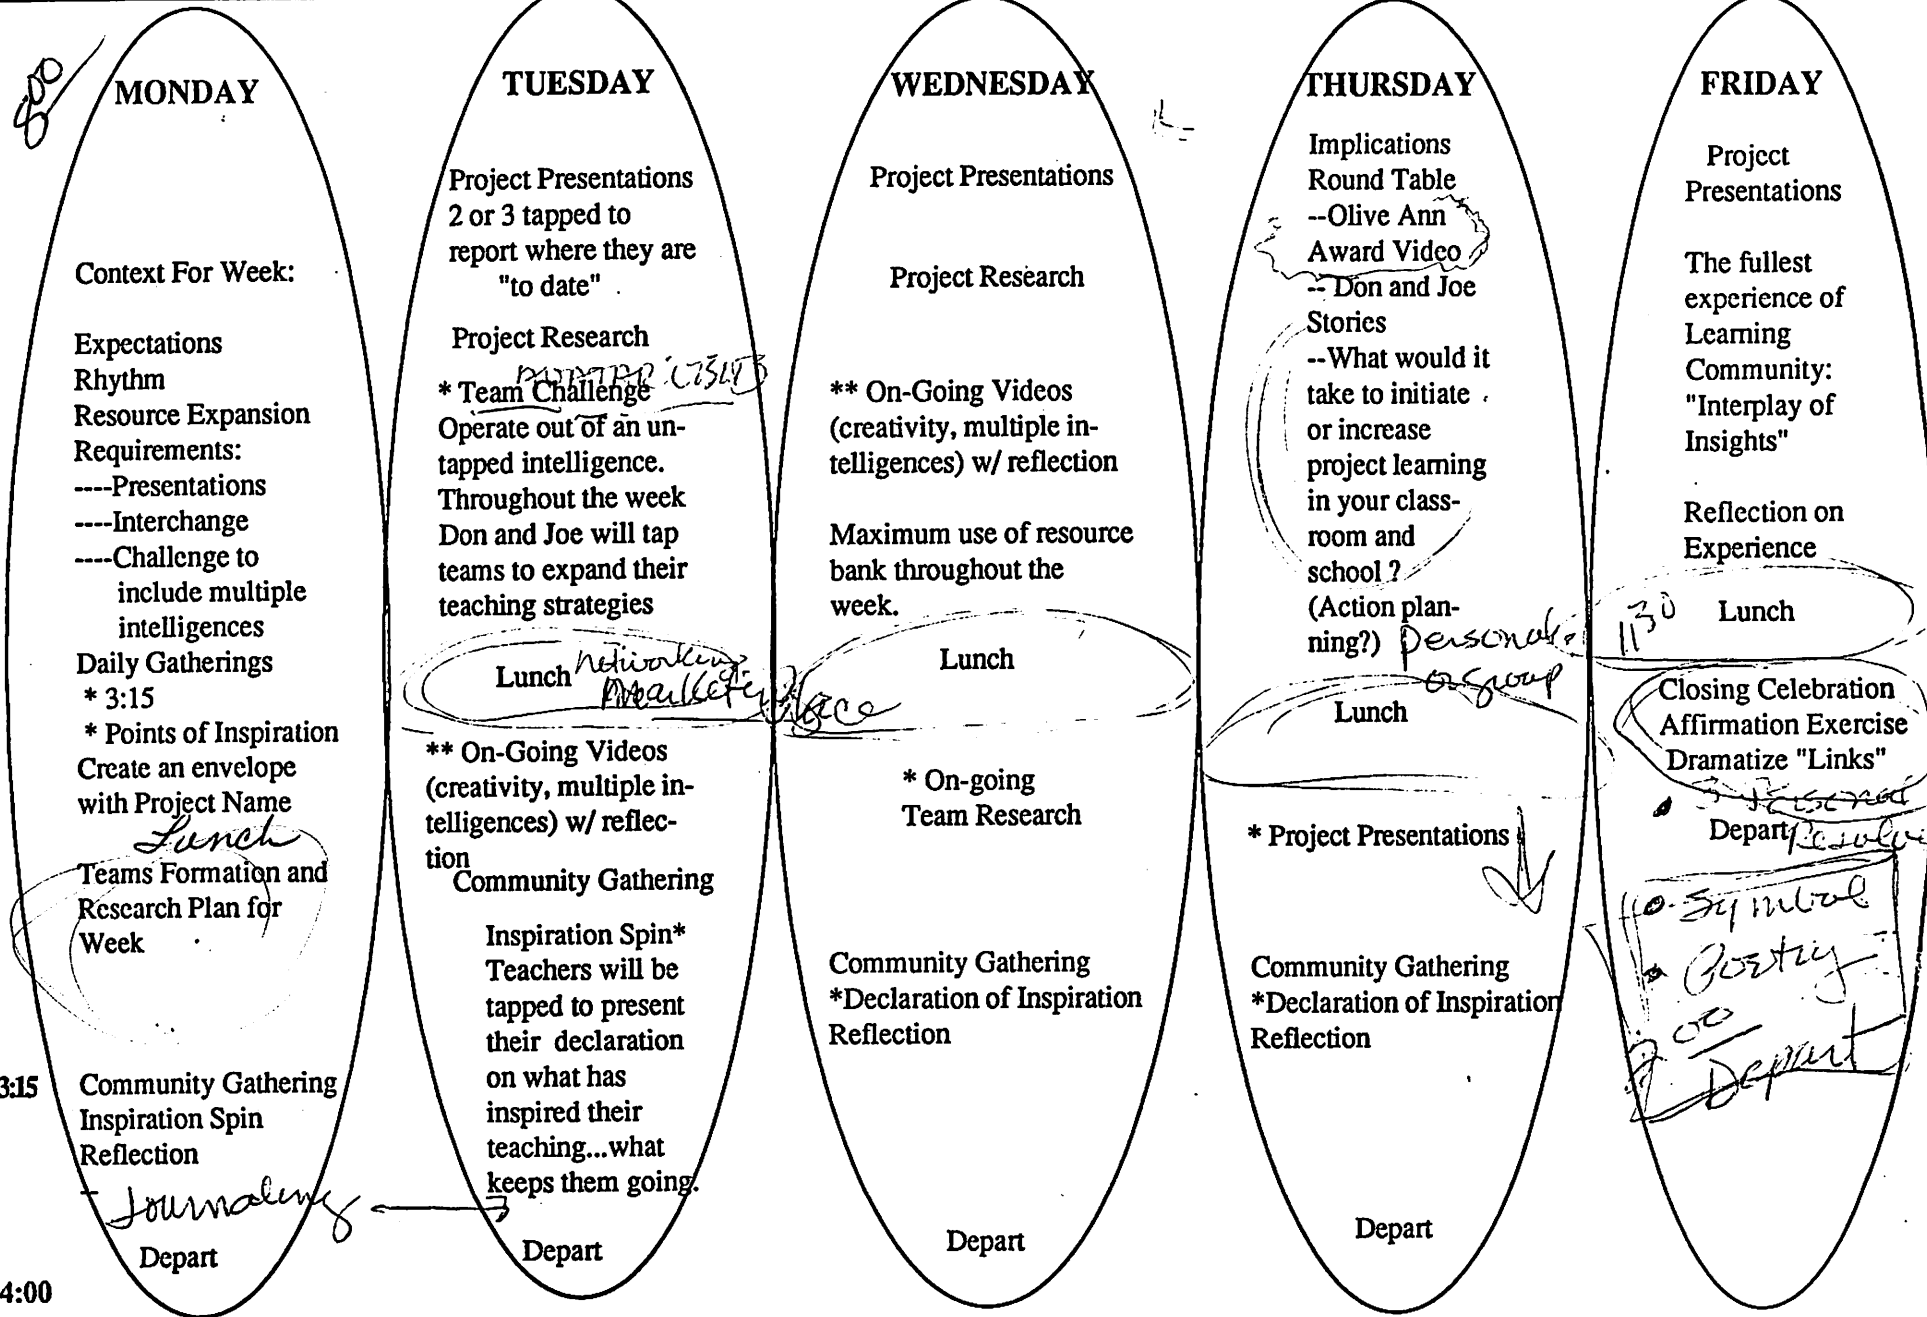 8:00
MONDAY
Context For Week:
Expectations
Rhythm
Resource Expansion
Requirements:
----Presentations
----Interchange
----Challenge to
include multiple
intelligences
Daily Gatherings
* 3:15
* Points of Inspiration
Create an envelope
with Project Name
Lunch
Teams Formation and
Research Plan for
Week
3:15
Community Gathering
Inspiration Spin
Reflection
- Journaling
Depart
4:00
TUESDAY
Project Presentations
2 or 3 tapped to
report where they are
"to date"
Project Research
* Team Challenge
Operate out of an un-
tapped intelligence.
Throughout the week
Don and Joe will tap
teams to expand their
teaching strategies
Lunch networking
Marketplace
** On-Going Videos
(creativity, multiple in-
telligences) w/ reflec-
tion
Community Gathering
Inspiration Spin*
Teachers will be
tapped to present
their declaration
on what has
inspired their
teaching...what
keeps them going.
Depart
WEDNESDAY
Project Presentations
Project Research
** On-Going Videos
(creativity, multiple in-
telligences) w/ reflection
Maximum use of resource
bank throughout the
week.
Lunch
* On-going
Team Research
Community Gathering
*Declaration of Inspiration
Reflection
Depart
THURSDAY
Implications
Round Table
--Olive Ann
Award Video
-- Don and Joe
Stories
--What would it
take to initiate
or increase
project learning
in your class-
room and
school ?
(Action plan-
ning?) personal
group
Lunch
* Project Presentations
Community Gathering
*Declaration of Inspiration
Reflection
Depart
FRIDAY
Project
Presentations
The fullest
experience of
Learning
Community:
"Interplay of
Insights"
Reflection on
Experience
11:30 Lunch
Closing Celebration
Affirmation Exercise
Dramatize "Links"
Personal
Depart Resolve
Symbol
Poetry
2:00
Depart